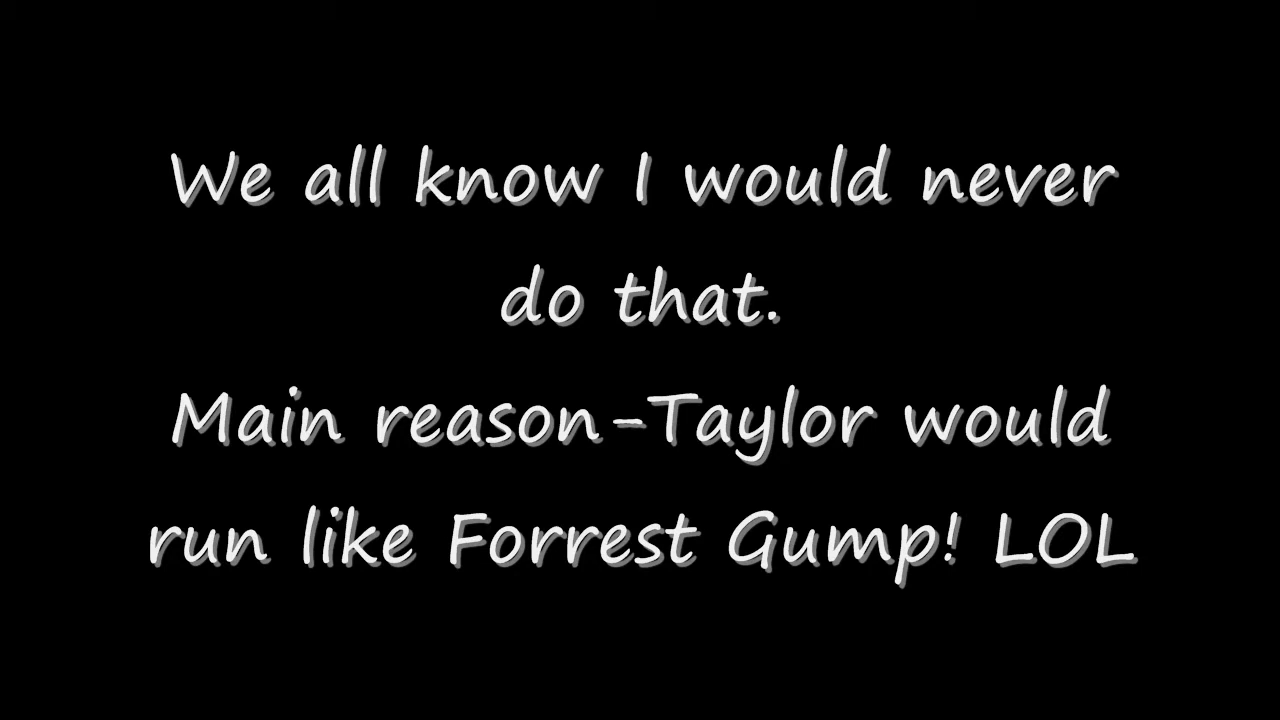 We all know I would never
do that.
Main reason-Taylor would
run like Forrest Gump! LOL